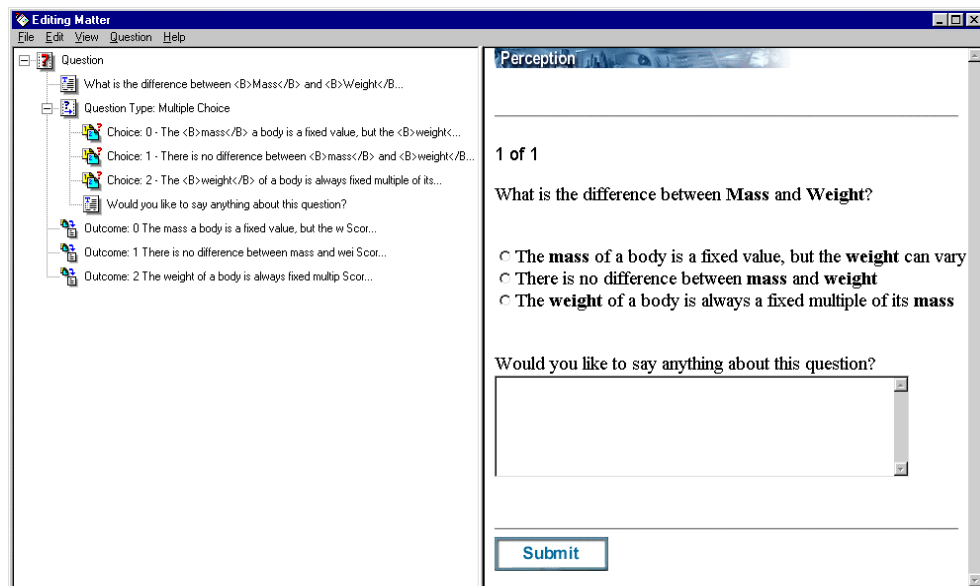 Editing Matter
File Edit View Question Help
Question
What is the difference between <B>Mass</B> and <B>Weight</B...
Question Type: Multiple Choice
Choice: 0 - The <B>mass</B> a body is a fixed value, but the <B>weight<...
Choice: 1 - There is no difference between <B>mass</B> and <B>weight</B...
Choice: 2 - The <B>weight</B> of a body is always fixed multiple of its...
Would you like to say anything about this question?
Outcome: 0 The mass a body is a fixed value, but the w Scor...
Outcome: 1 There is no difference between mass and wei Scor...
Outcome: 2 The weight of a body is always fixed multip Scor...
Perception
1 of 1
What is the difference between Mass and Weight?
The mass of a body is a fixed value, but the weight can vary
There is no difference between mass and weight
The weight of a body is always a fixed multiple of its mass
Would you like to say anything about this question?
Submit